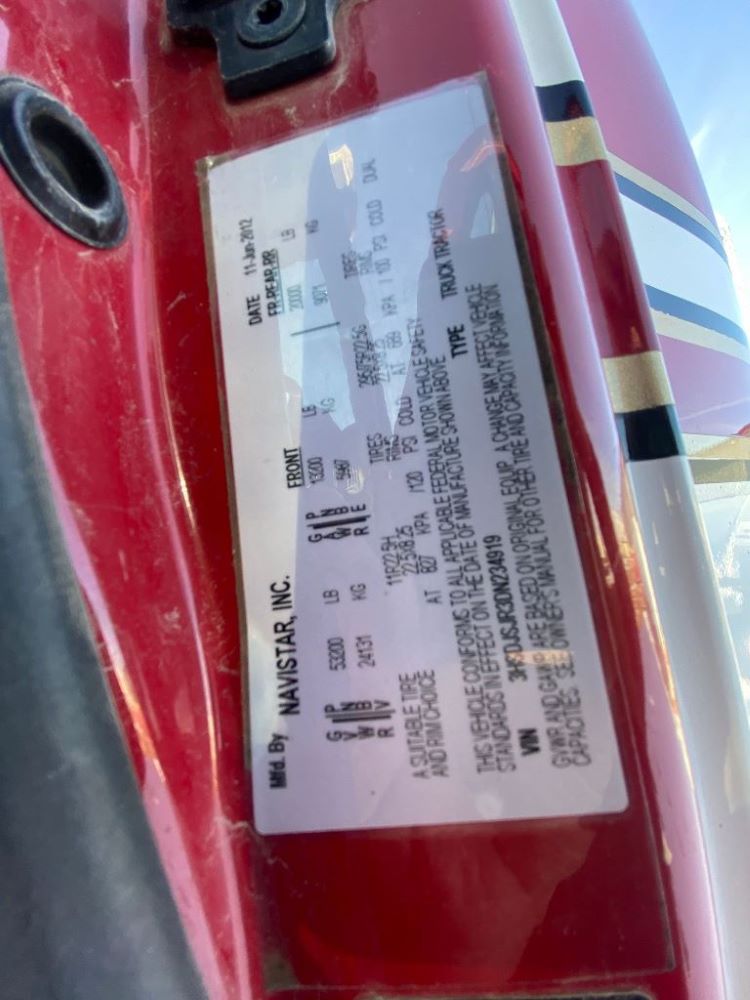 Mfd. By NAVISTAR, INC. DATE 11-Jun-2012
FRONT FR.REAR,RR
G P 53200 LB G P 13200 LB 20000 LB
V N A N
W B 24131 KG W B 5987 KG 9071 KG
R V R E
A SUITABLE TIRE 11R22.5H TIRES 295/75R22.5G TIRES
AND RIM CHOICE 22.5x8.25 RIMS 22.5x8.25 RIMS
AT 827 KPA /120 PSI COLD AT 689 KPA / 100 PSI COLD DUAL
THIS VEHICLE CONFORMS TO ALL APPLICABLE FEDERAL MOTOR VEHICLE SAFETY
STANDARDS IN EFFECT ON THE DATE OF MANUFACTURE SHOWN ABOVE
VIN TYPE TRUCK TRACTOR
GVWR AND GAWR ARE BASED ON ORIGINAL EQUIP. A CHANGE MAY AFFECT VEHICLE
CAPACITIES. SEE OWNER'S MANUAL FOR OTHER TIRE AND CAPACITY INFORMATION